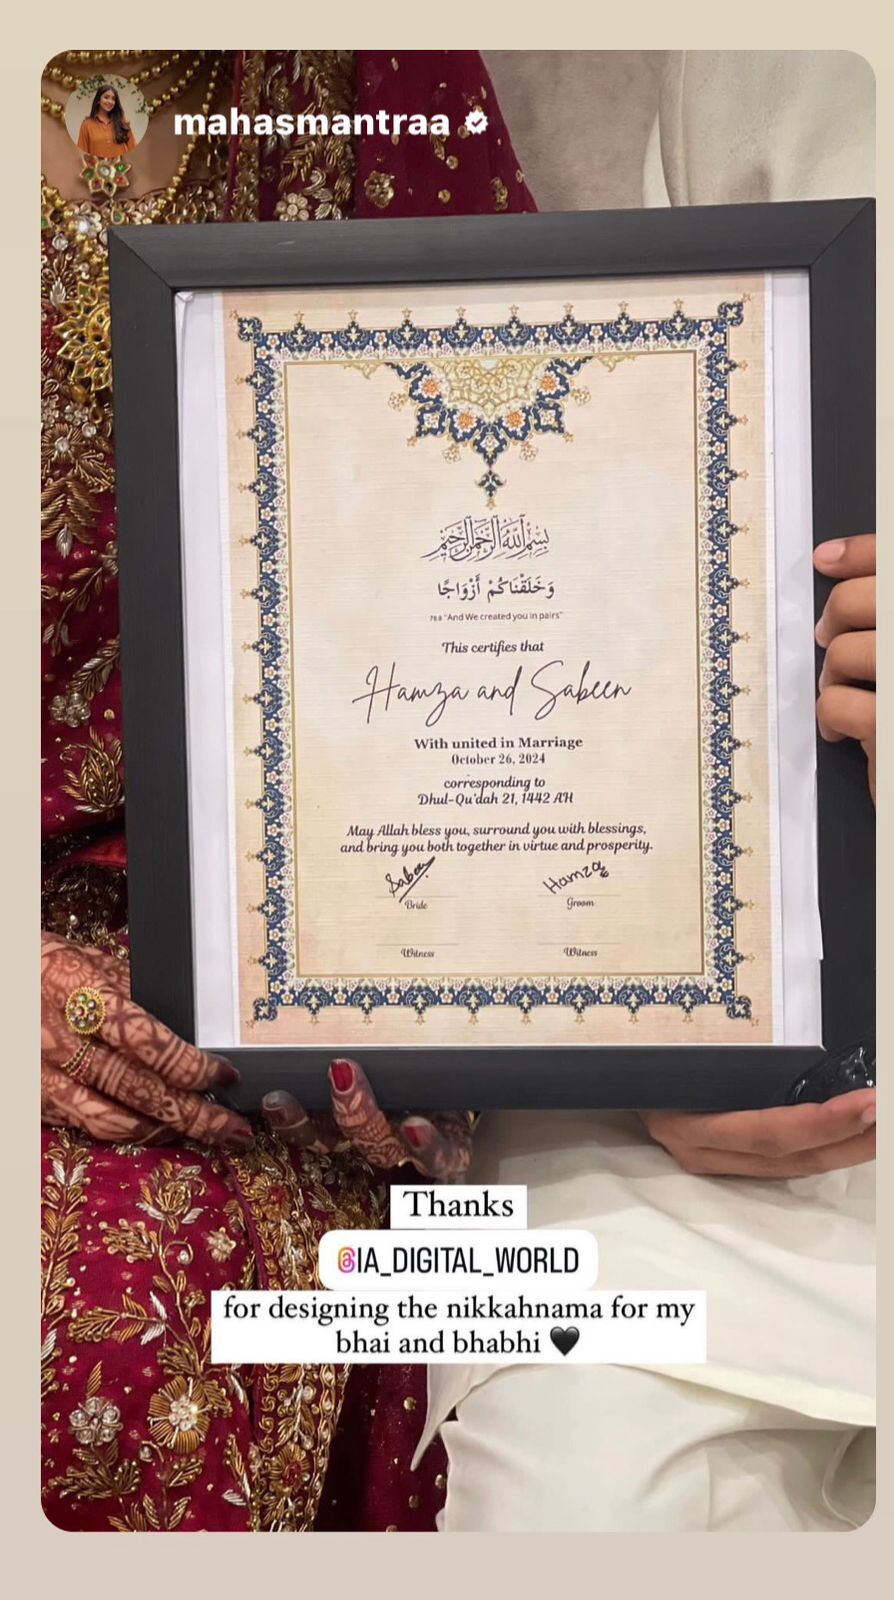 mahasmantraa
بِسْمِ اللهِ الرَّحْمٰنِ الرَّحِيْمِ
وَخَلَقْنَاكُمْ أَزْوَاجًا
78:8 "And We created you in pairs"
This certifies that
Hamza and Sabeen
With united in Marriage
October 26, 2024
corresponding to
Dhul-Qu'dah 21, 1442 AH
May Allah bless you, surround you with blessings,
and bring you both together in virtue and prosperity.
Sabeen Hamza
Bride Groom
Witness Witness
Thanks
@IA_DIGITAL_WORLD
for designing the nikkahnama for my
bhai and bhabhi 🖤